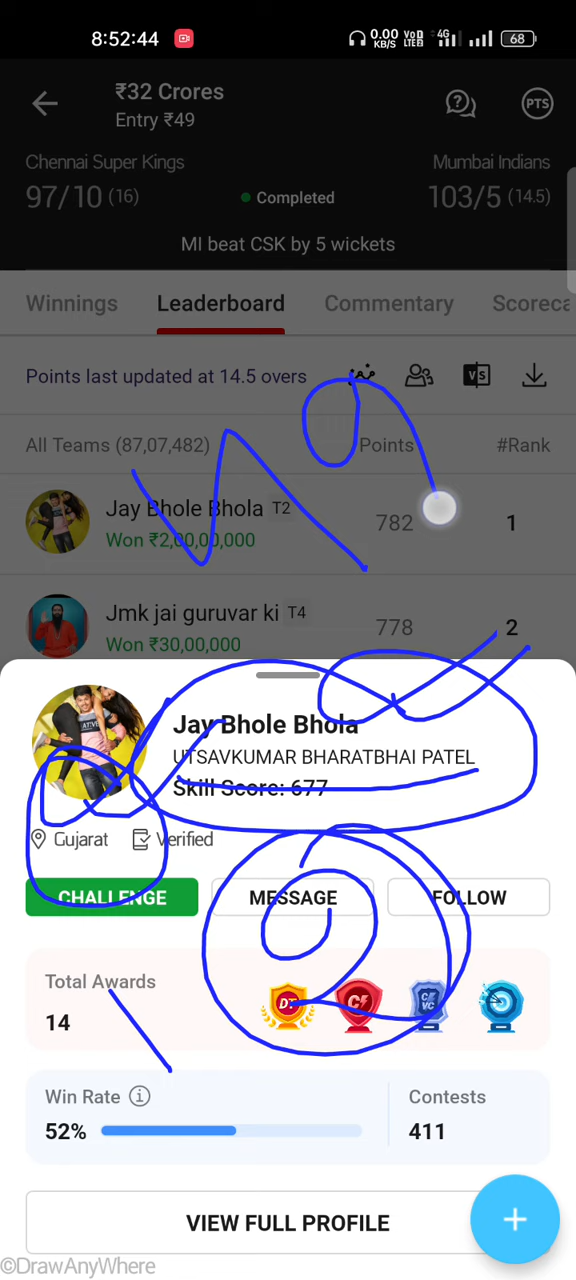 8:52:44 0.00 KB/S VoD LTE2 4G 68
₹32 Crores
Entry ₹49
PTS
Chennai Super Kings Mumbai Indians
97/10 (16) Completed 103/5 (14.5)
MI beat CSK by 5 wickets
Winnings Leaderboard Commentary Scoreca
Points last updated at 14.5 overs VS
All Teams (87,07,482) Points #Rank
Jay Bhole Bhola T2 782 1
Won ₹2,00,00,000
Jmk jai guruvar ki T4 778 2
Won ₹30,00,000
Jay Bhole Bhola
UTSAVKUMAR BHARATBHAI PATEL
Skill Score: 677
Gujarat Verified
CHALLENGE MESSAGE FOLLOW
Total Awards
14
Win Rate Contests
52% 411
VIEW FULL PROFILE
©DrawAnyWhere